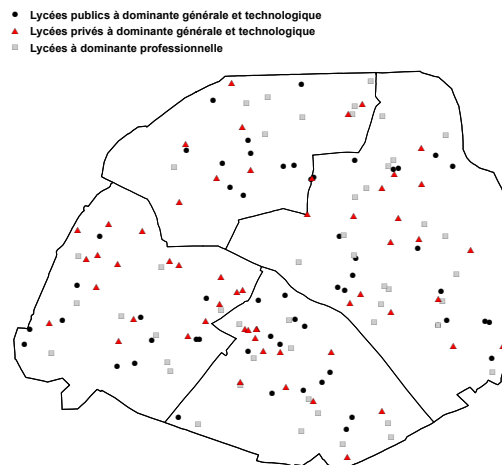 Lycées publics à dominante générale et technologique
Lycées privés à dominante générale et technologique
Lycées à dominante professionnelle